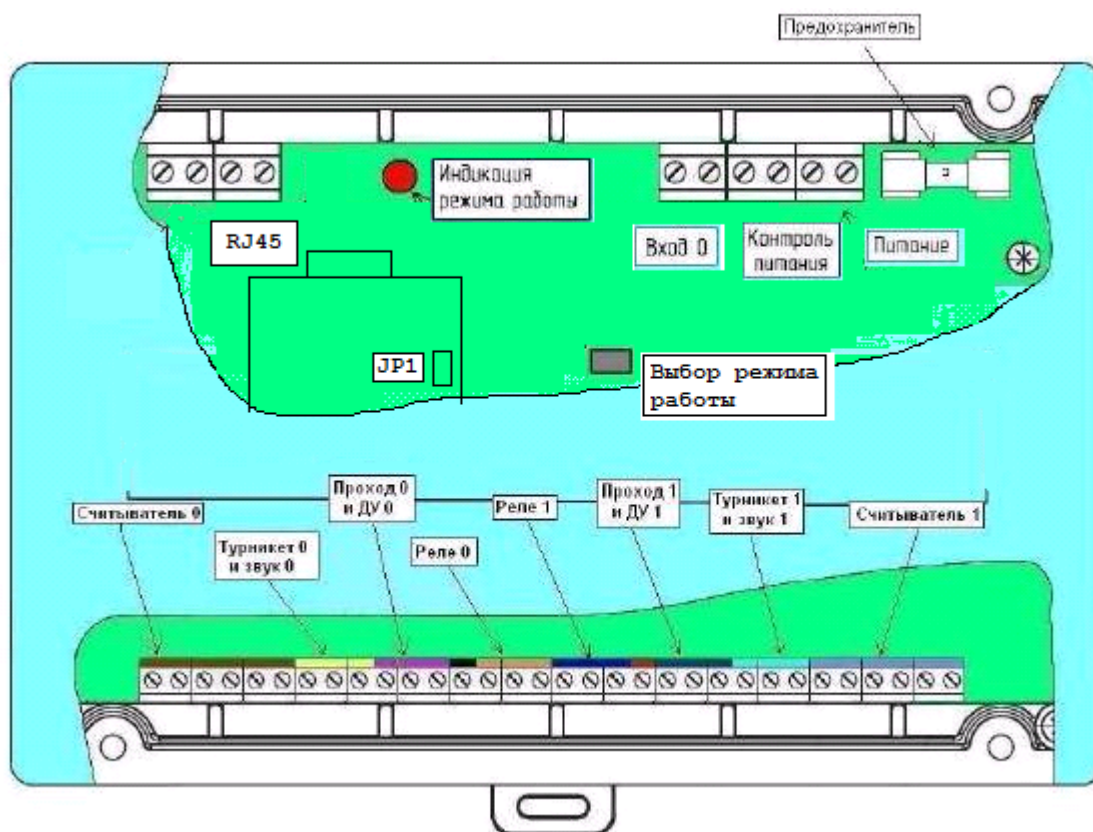 Предохранитель
Индикация
режима работы
RJ45
Вход 0
Контроль
питания
Питание
JP1
Выбор режима
работы
Считыватель 0
Турникет 0
и звук 0
Проход 0
и ДУ 0
Реле 0
Реле 1
Проход 1
и ДУ 1
Турникет 1
и звук 1
Считыватель 1